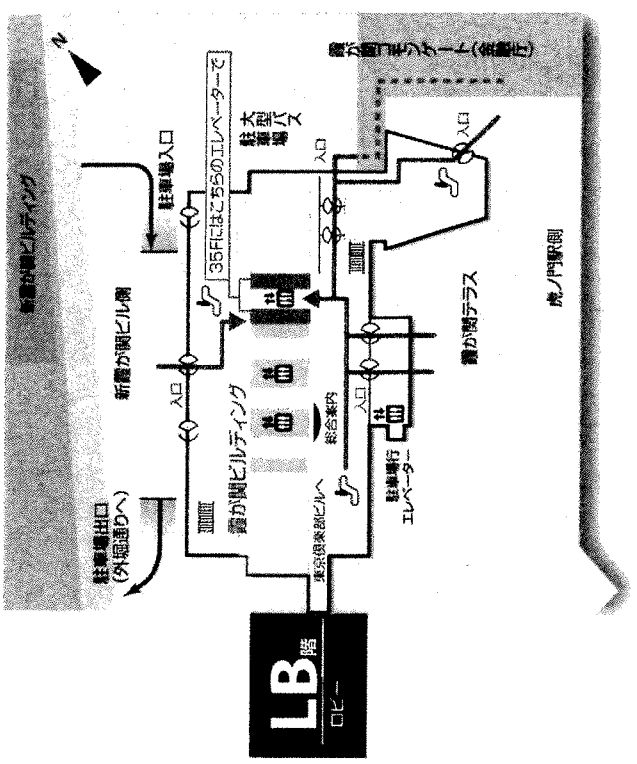 LB階
ロビー
駐車場出口
(外堀通りへ)
新霞が関ビル側
駐車場入口
新霞が関ビルディング
N
入口
霞が関ビルディング
35Fにはこちらのエレベーターで
大型バス
駐車場
霞が関コモンゲート(金融庁)
入口
総合案内
東京倶楽部ビルへ
入口
入口
駐車場行
エレベーター
霞が関テラス
虎ノ門駅側